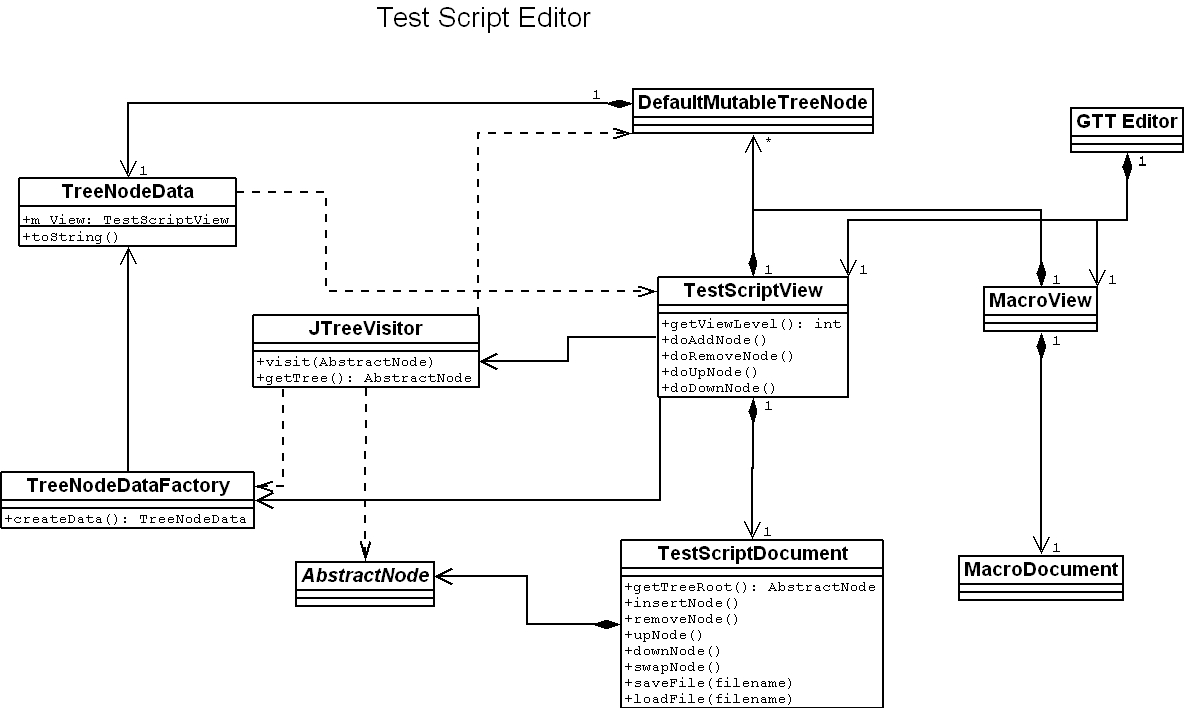 Test Script Editor
1
DefaultMutableTreeNode
GTT Editor
*
1
1
TreeNodeData
+m_View: TestScriptView
+toString()
1
1
1
1
TestScriptView
+getViewLevel(): int
+doAddNode()
+doRemoveNode()
+doUpNode()
+doDownNode()
MacroView
JTreeVisitor
+visit(AbstractNode)
+getTree(): AbstractNode
1
1
TreeNodeDataFactory
+createData(): TreeNodeData
1
1
AbstractNode
TestScriptDocument
+getTreeRoot(): AbstractNode
+insertNode()
+removeNode()
+upNode()
+downNode()
+swapNode()
+saveFile(filename)
+loadFile(filename)
MacroDocument